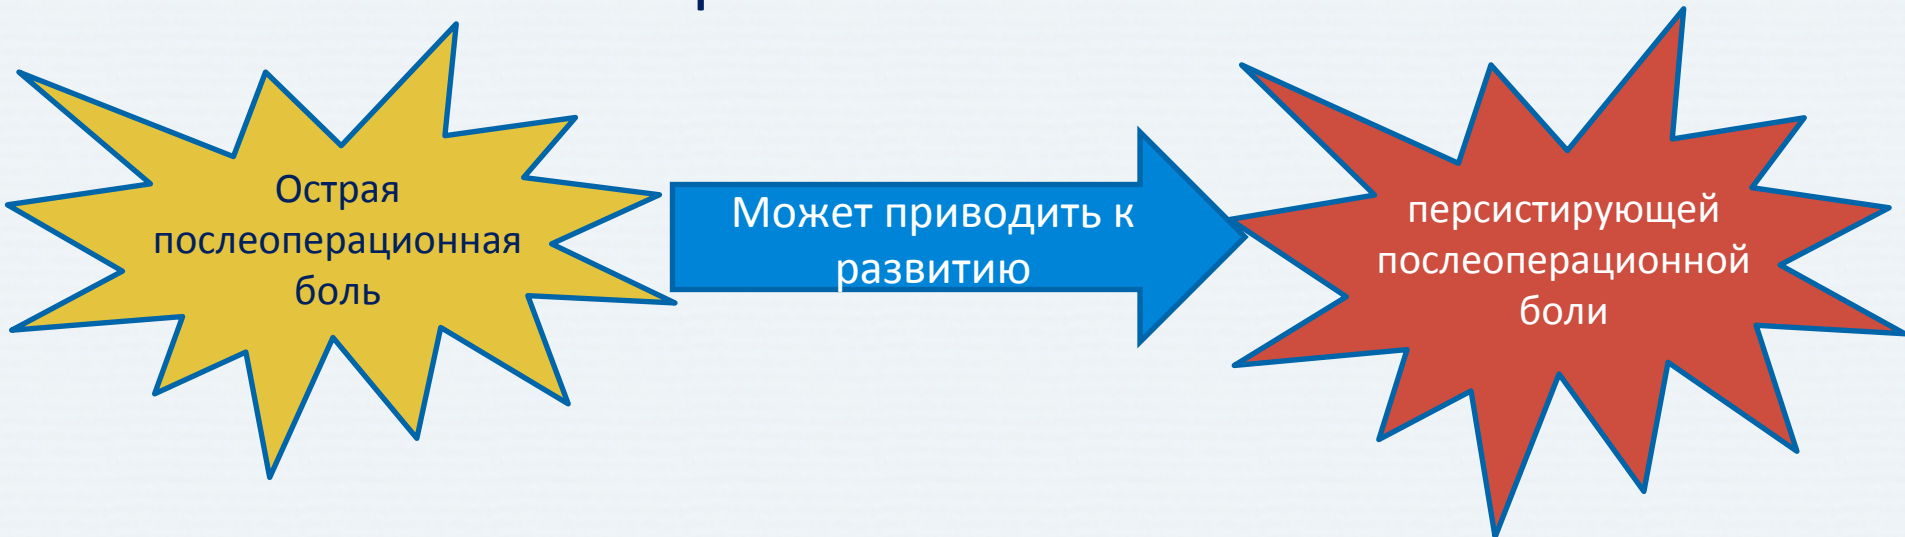 Острая
послеоперационная
боль
Может приводить к
развитию
персистирующей
послеоперационной
боли